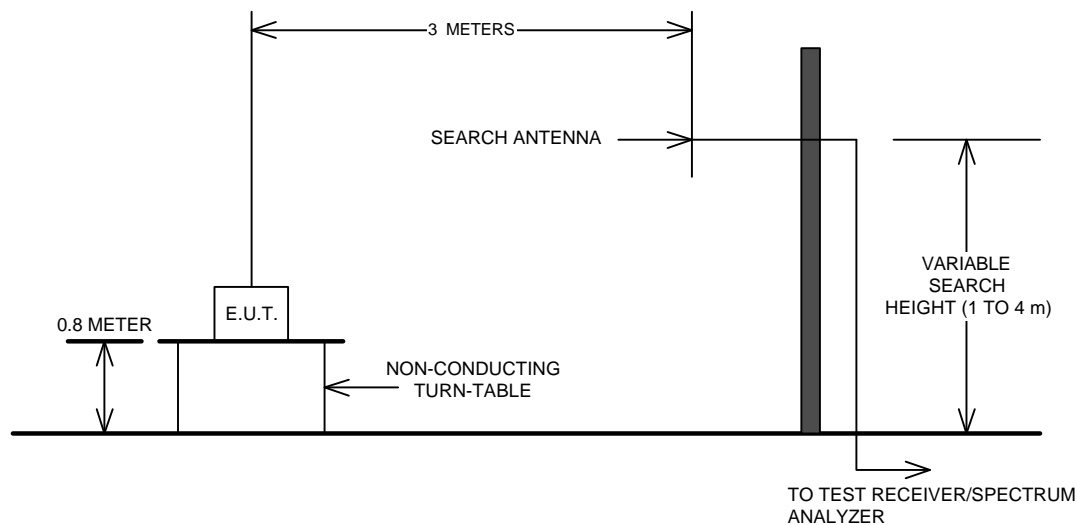 3 METERS
SEARCH ANTENNA
VARIABLE
SEARCH
HEIGHT (1 TO 4 m)
E.U.T.
0.8 METER
NON-CONDUCTING
TURN-TABLE
TO TEST RECEIVER/SPECTRUM
ANALYZER